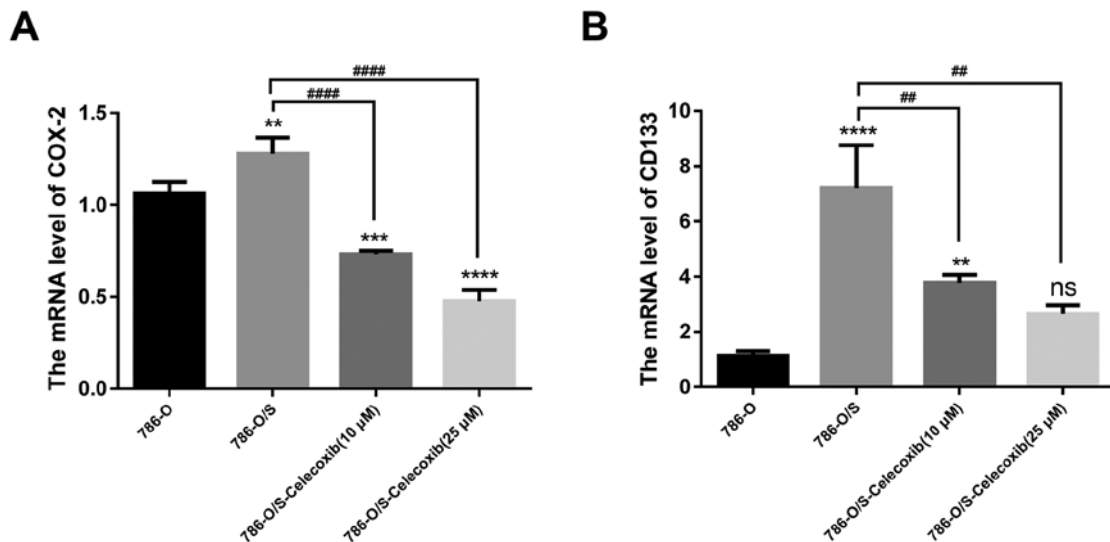 A
The mRNA level of COX-2
####
####
1.5
1.0
0.5
0.0
**
***
****
786-O
786-O/S
786-O/S-Celecoxib(10 μM)
786-O/S-Celecoxib(25 μM)
B
The mRNA level of CD133
##
##
10
8
6
4
2
0
****
**
ns
786-O
786-O/S
786-O/S-Celecoxib(10 μM)
786-O/S-Celecoxib(25 μM)